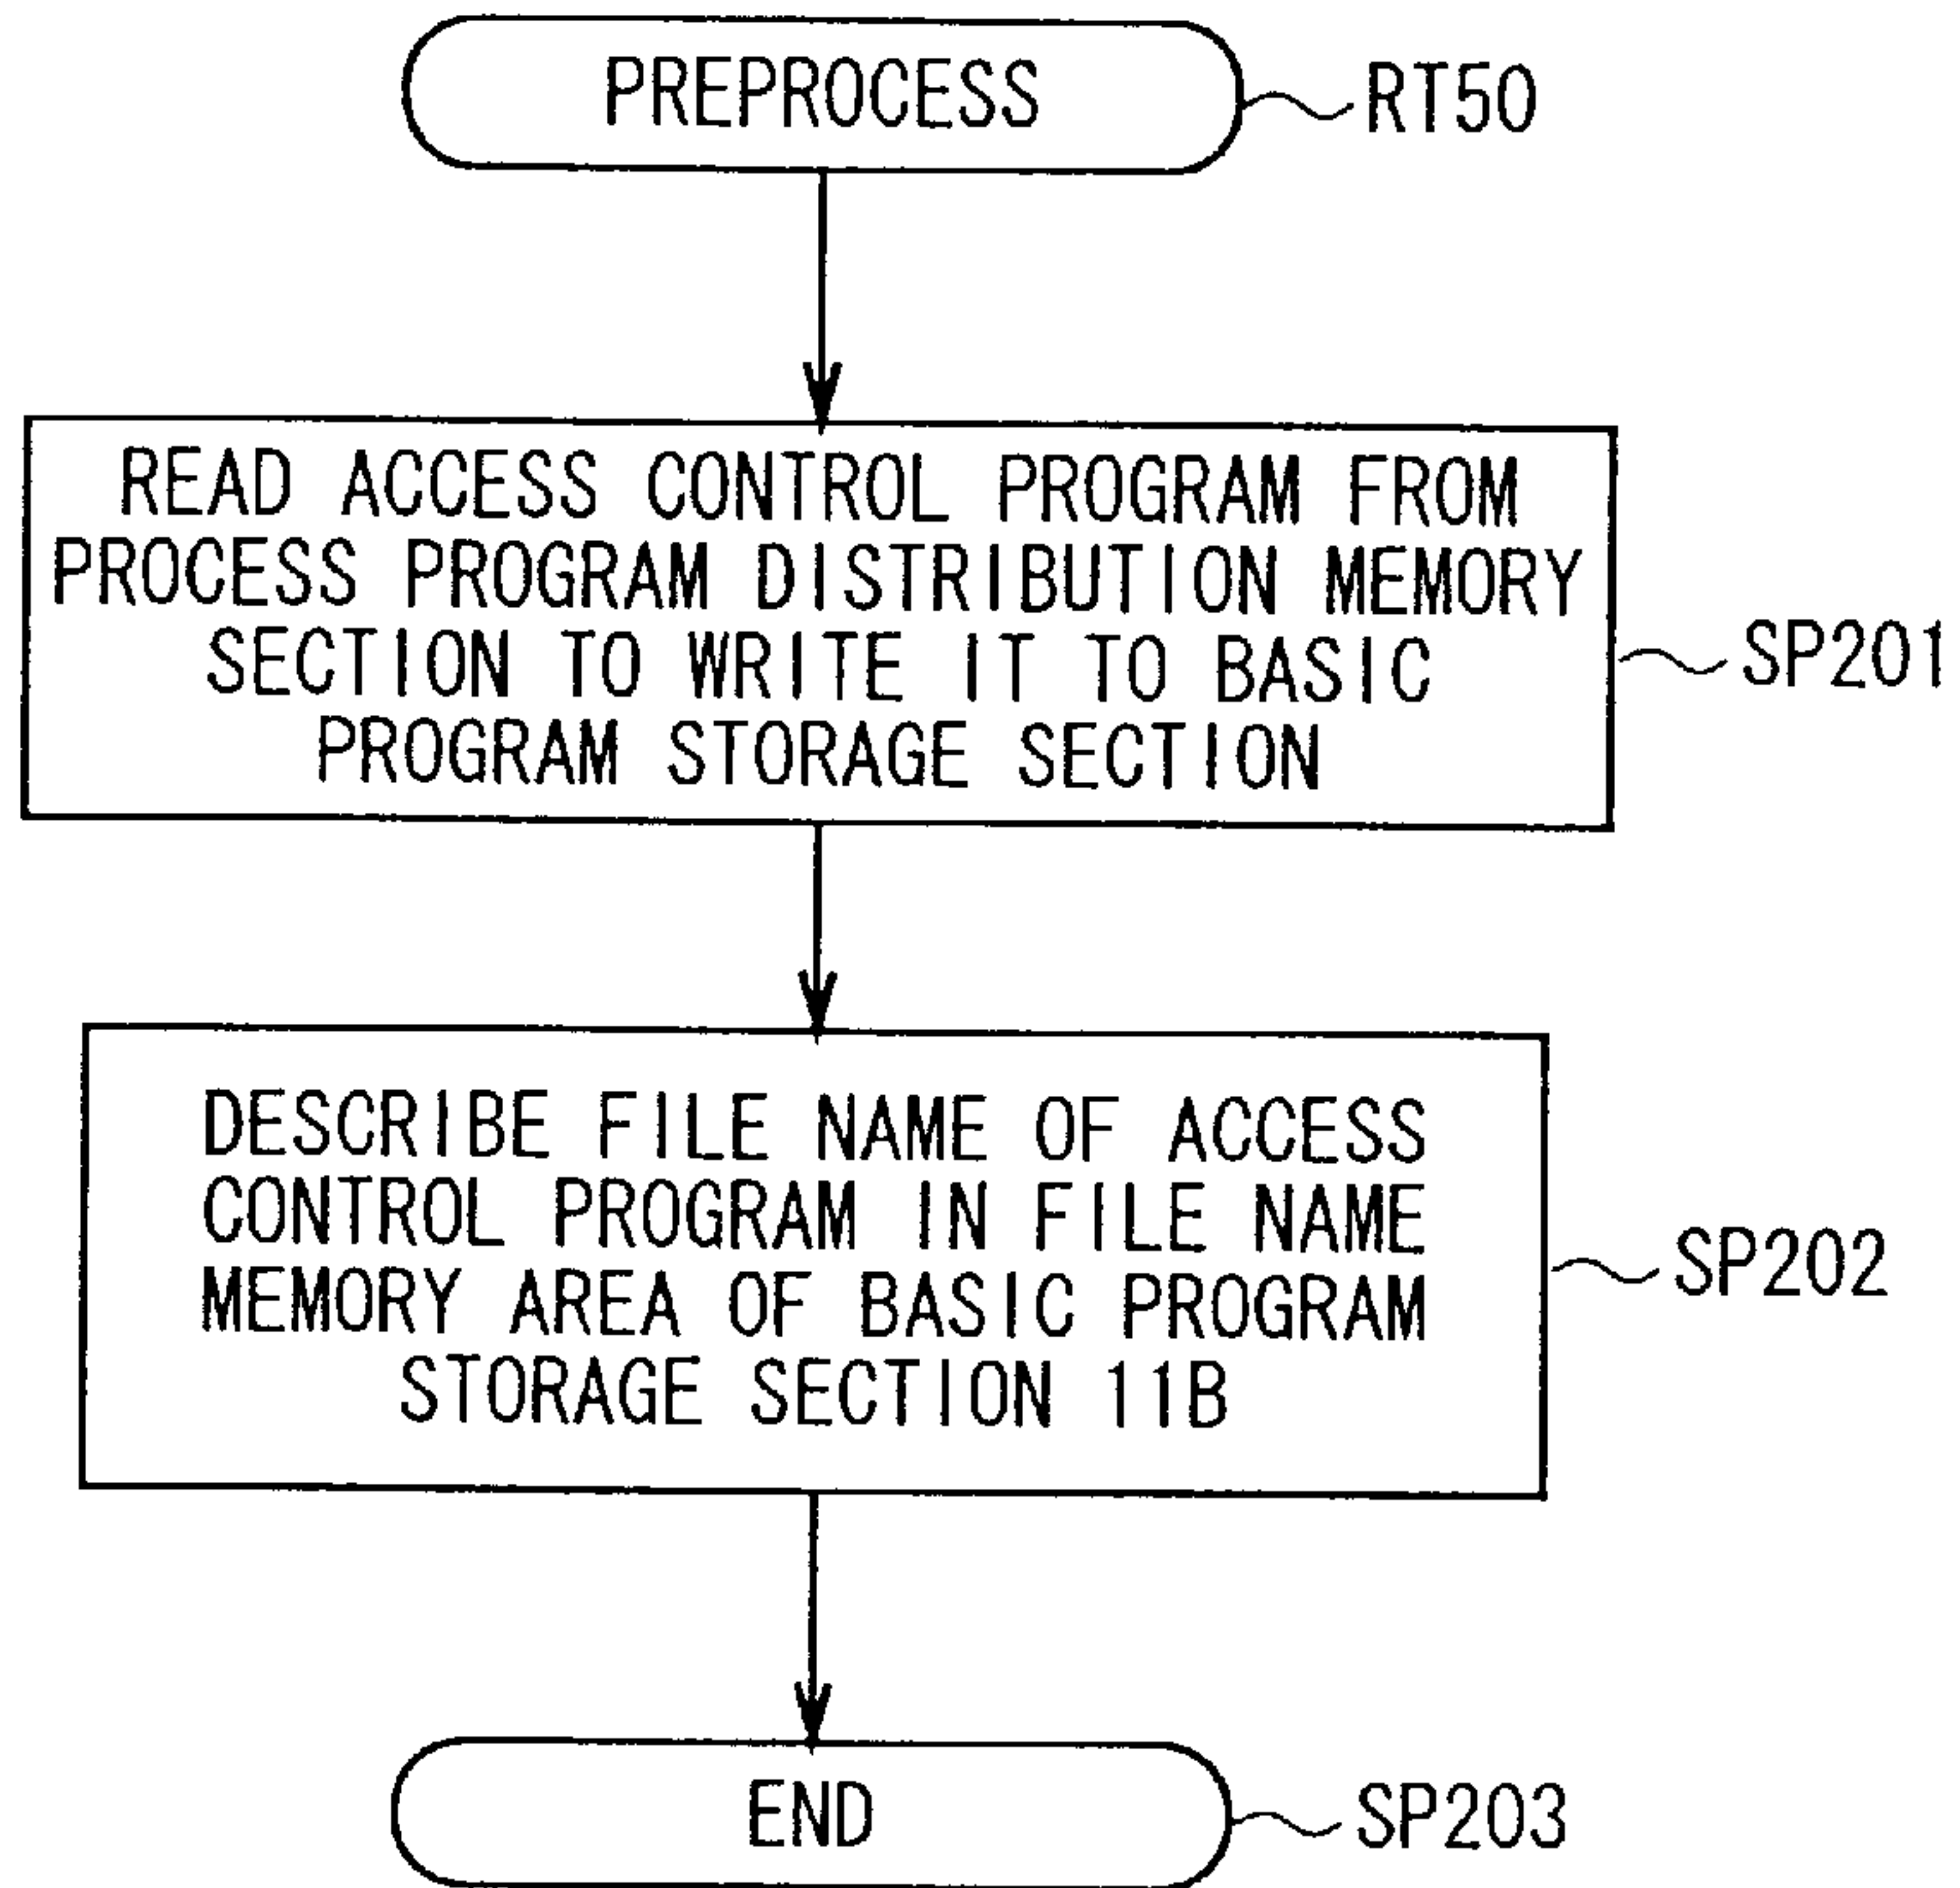 PREPROCESS
RT50
READ ACCESS CONTROL PROGRAM FROM
PROCESS PROGRAM DISTRIBUTION MEMORY
SECTION TO WRITE IT TO BASIC
PROGRAM STORAGE SECTION
SP201
DESCRIBE FILE NAME OF ACCESS
CONTROL PROGRAM IN FILE NAME
MEMORY AREA OF BASIC PROGRAM
STORAGE SECTION 11B
SP202
END
SP203